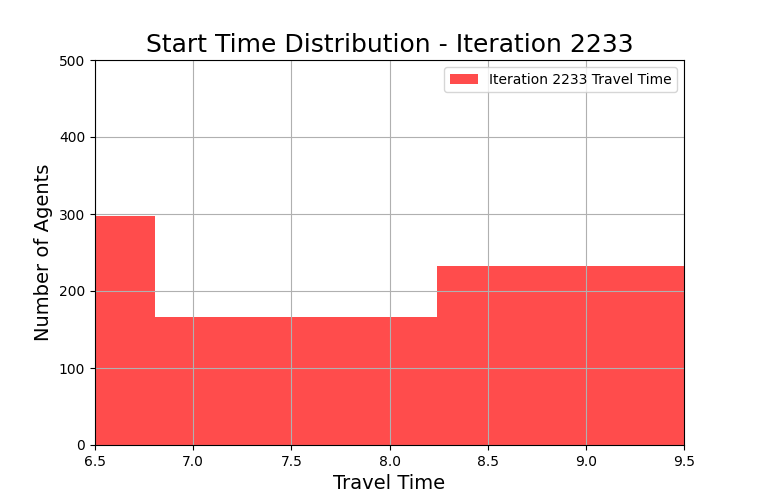 Start Time Distribution - Iteration 2233
500
400
300
200
100
0
Number of Agents
Iteration 2233 Travel Time
6.5 7.0 7.5 8.0 8.5 9.0 9.5
Travel Time